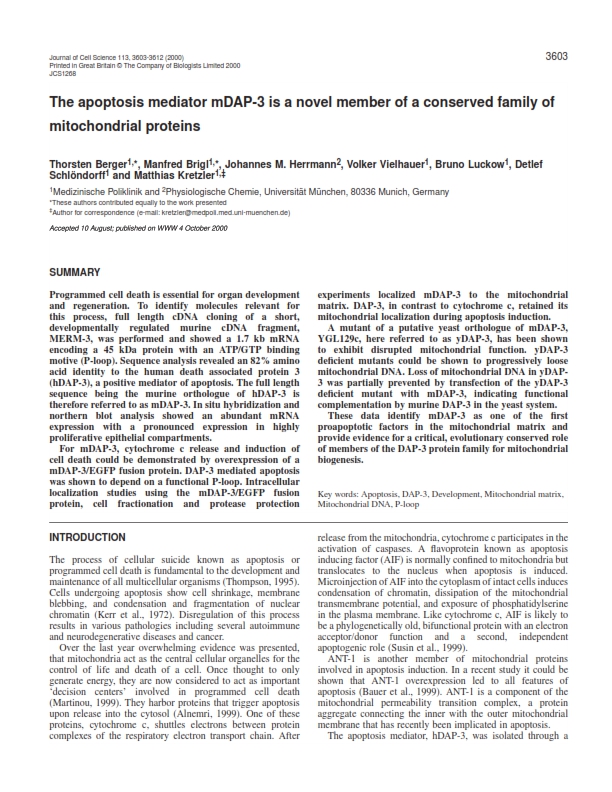 Journal of Cell Science 113, 3603-3612 (2000)
Printed in Great Britain © The Company of Biologists Limited 2000
JCS1268
3603
The apoptosis mediator mDAP-3 is a novel member of a conserved family of
mitochondrial proteins
Thorsten Berger1,*, Manfred Brigl1,*, Johannes M. Herrmann2, Volker Vielhauer1, Bruno Luckow1, Detlef
Schlöndorff1 and Matthias Kretzler1,‡
1Medizinische Poliklinik and 2Physiologische Chemie, Universität München, 80336 Munich, Germany
*These authors contributed equally to the work presented
‡Author for correspondence (e-mail: kretzler@medpoli.med.uni-muenchen.de)
Accepted 10 August; published on WWW 4 October 2000
SUMMARY
Programmed cell death is essential for organ development
and regeneration. To identify molecules relevant for
this process, full length cDNA cloning of a short,
developmentally regulated murine cDNA fragment,
MERM-3, was performed and showed a 1.7 kb mRNA
encoding a 45 kDa protein with an ATP/GTP binding
motive (P-loop). Sequence analysis revealed an 82% amino
acid identity to the human death associated protein 3
(hDAP-3), a positive mediator of apoptosis. The full length
sequence being the murine orthologue of hDAP-3 is
therefore referred to as mDAP-3. In situ hybridization and
northern blot analysis showed an abundant mRNA
expression with a pronounced expression in highly
proliferative epithelial compartments.
For mDAP-3, cytochrome c release and induction of
cell death could be demonstrated by overexpression of a
mDAP-3/EGFP fusion protein. DAP-3 mediated apoptosis
was shown to depend on a functional P-loop. Intracellular
localization studies using the mDAP-3/EGFP fusion
protein, cell fractionation and protease protection
experiments localized mDAP-3 to the mitochondrial
matrix. DAP-3, in contrast to cytochrome c, retained its
mitochondrial localization during apoptosis induction.
A mutant of a putative yeast orthologue of mDAP-3,
YGL129c, here referred to as yDAP-3, has been shown
to exhibit disrupted mitochondrial function. yDAP-3
deficient mutants could be shown to progressively loose
mitochondrial DNA. Loss of mitochondrial DNA in yDAP-
3 was partially prevented by transfection of the yDAP-3
deficient mutant with mDAP-3, indicating functional
complementation by murine DAP-3 in the yeast system.
These data identify mDAP-3 as one of the first
proapoptotic factors in the mitochondrial matrix and
provide evidence for a critical, evolutionary conserved role
of members of the DAP-3 protein family for mitochondrial
biogenesis.
Key words: Apoptosis, DAP-3, Development, Mitochondrial matrix,
Mitochondrial DNA, P-loop
INTRODUCTION
The process of cellular suicide known as apoptosis or
programmed cell death is fundamental to the development and
maintenance of all multicellular organisms (Thompson, 1995).
Cells undergoing apoptosis show cell shrinkage, membrane
blebbing, and condensation and fragmentation of nuclear
chromatin (Kerr et al., 1972). Disregulation of this process
results in various pathologies including several autoimmune
and neurodegenerative diseases and cancer.
Over the last year overwhelming evidence was presented,
that mitochondria act as the central cellular organelles for the
control of life and death of a cell. Once thought to only
generate energy, they are now considered to act as important
‘decision centers’ involved in programmed cell death
(Martinou, 1999). They harbor proteins that trigger apoptosis
upon release into the cytosol (Alnemri, 1999). One of these
proteins, cytochrome c, shuttles electrons between protein
complexes of the respiratory electron transport chain. After
release from the mitochondria, cytochrome c participates in the
activation of caspases. A flavoprotein known as apoptosis
inducing factor (AIF) is normally confined to mitochondria but
translocates to the nucleus when apoptosis is induced.
Microinjection of AIF into the cytoplasm of intact cells induces
condensation of chromatin, dissipation of the mitochondrial
transmembrane potential, and exposure of phosphatidylserine
in the plasma membrane. Like cytochrome c, AIF is likely to
be a phylogenetically old, bifunctional protein with an electron
acceptor/donor function and a second, independent
apoptogenic role (Susin et al., 1999).
ANT-1 is another member of mitochondrial proteins
involved in apoptosis induction. In a recent study it could be
shown that ANT-1 overexpression led to all features of
apoptosis (Bauer et al., 1999). ANT-1 is a component of the
mitochondrial permeability transition complex, a protein
aggregate connecting the inner with the outer mitochondrial
membrane that has recently been implicated in apoptosis.
The apoptosis mediator, hDAP-3, was isolated through a